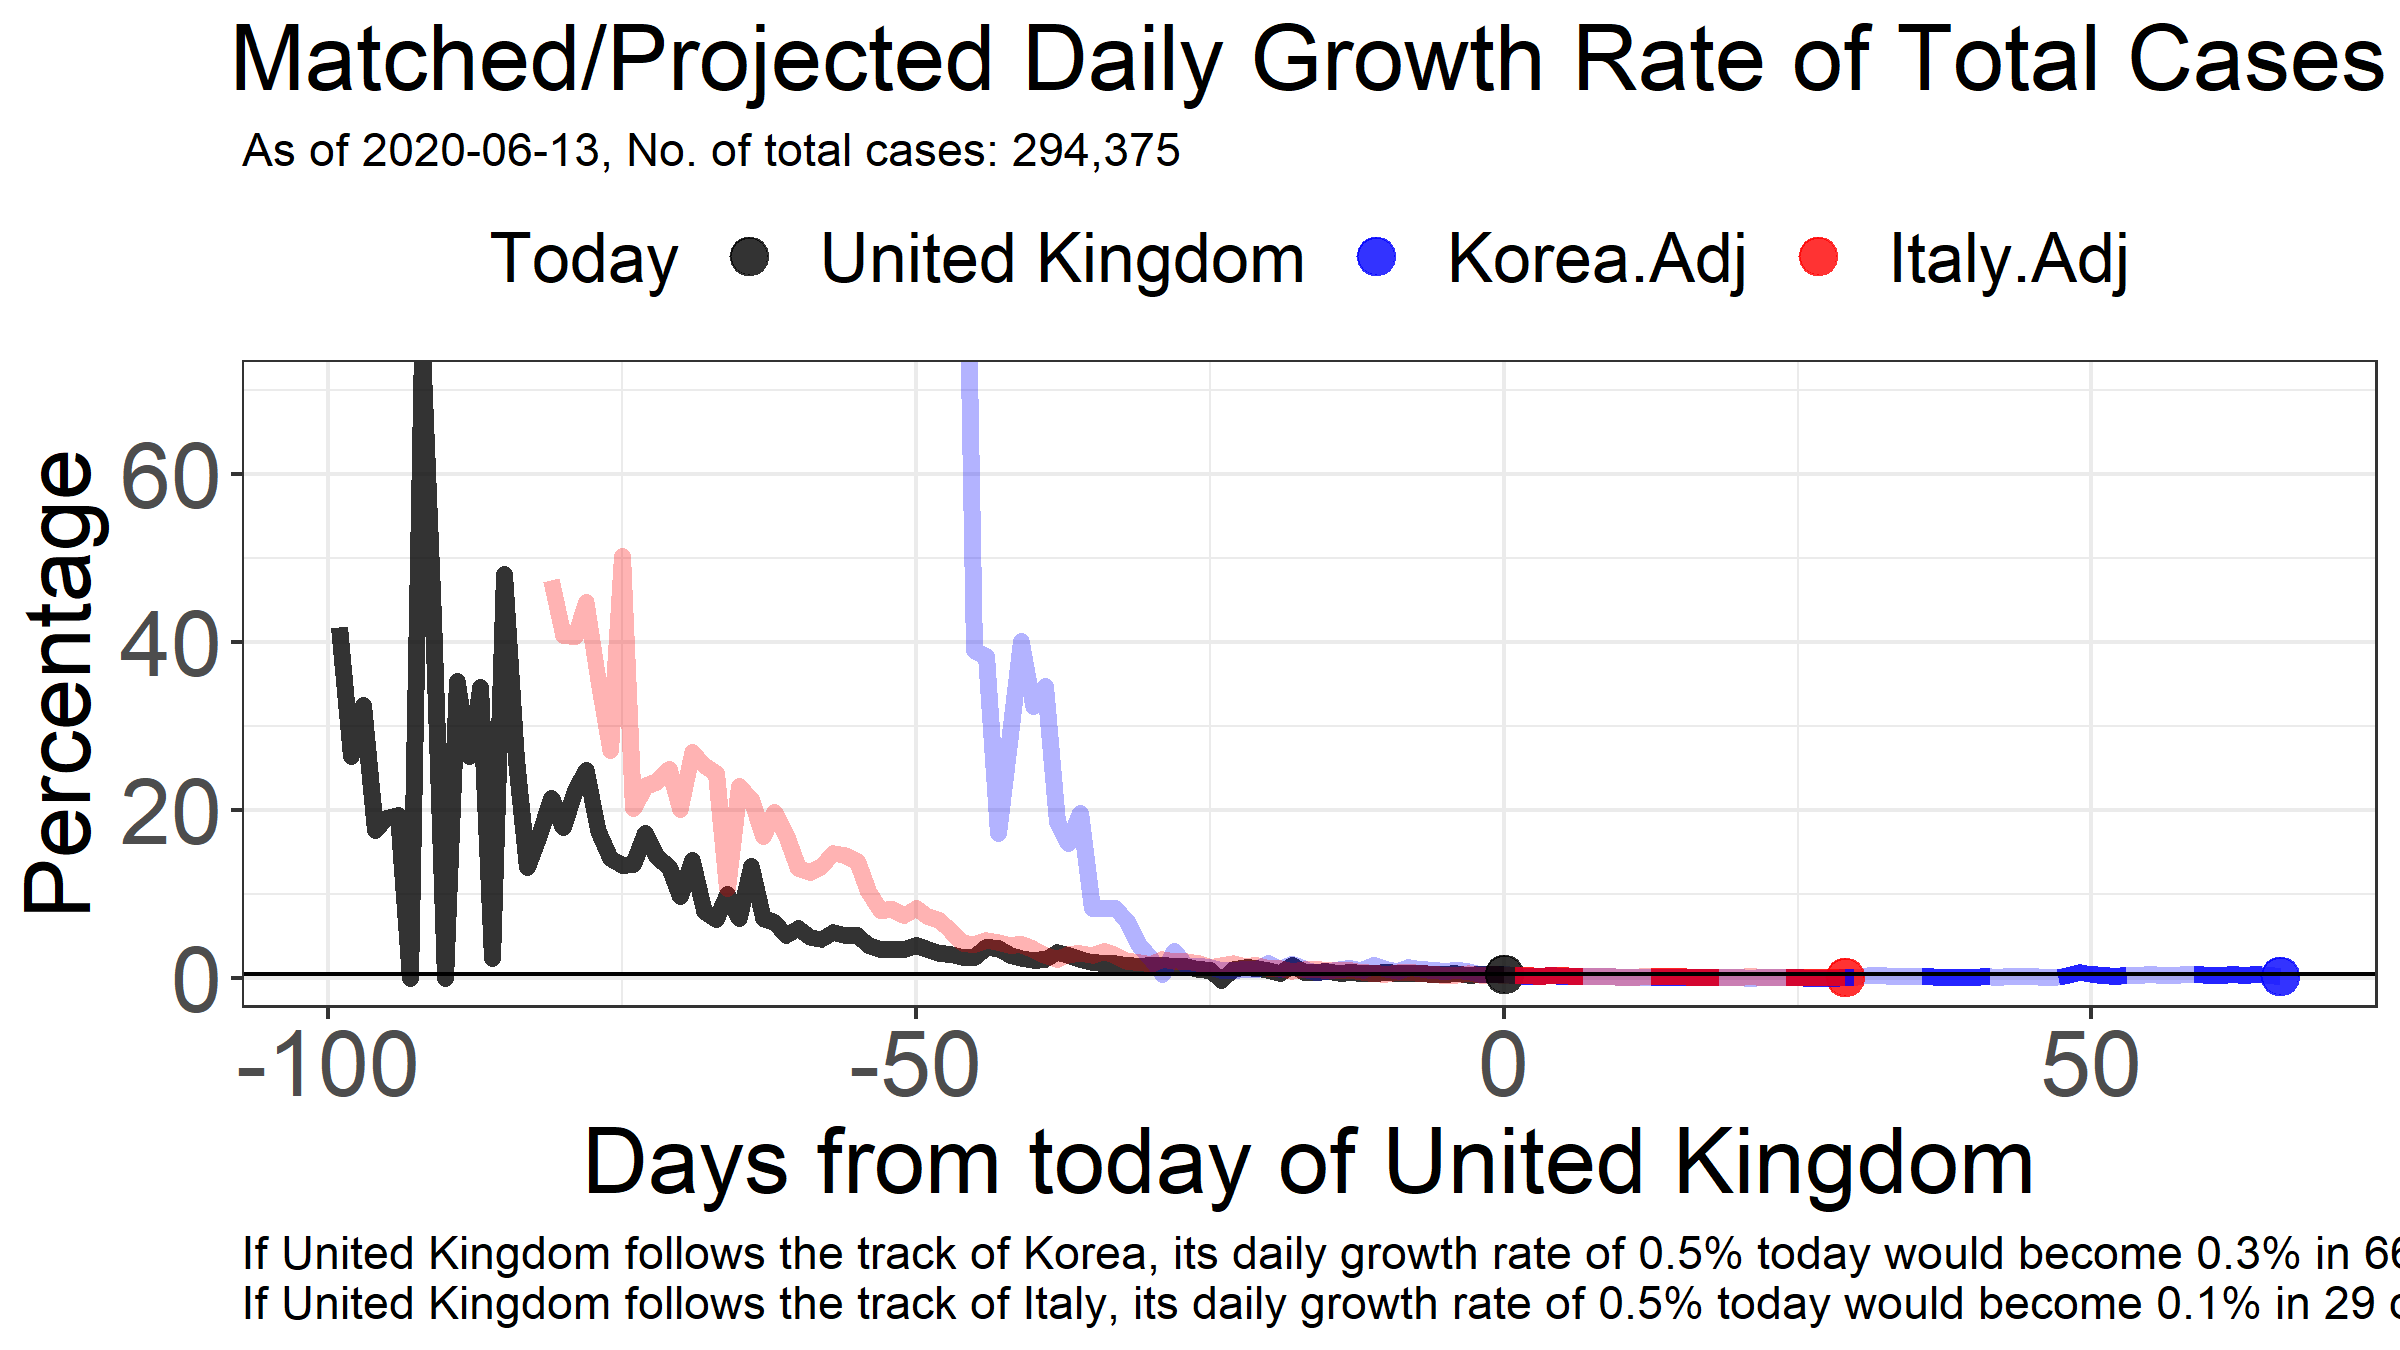 Matched/Projected Daily Growth Rate of Total Cases
As of 2020-06-13, No. of total cases: 294,375
Today United Kingdom Korea.Adj Italy.Adj
Percentage
60
40
20
0
-100 -50 0 50
Days from today of United Kingdom
If United Kingdom follows the track of Korea, its daily growth rate of 0.5% today would become 0.3% in 66
If United Kingdom follows the track of Italy, its daily growth rate of 0.5% today would become 0.1% in 29